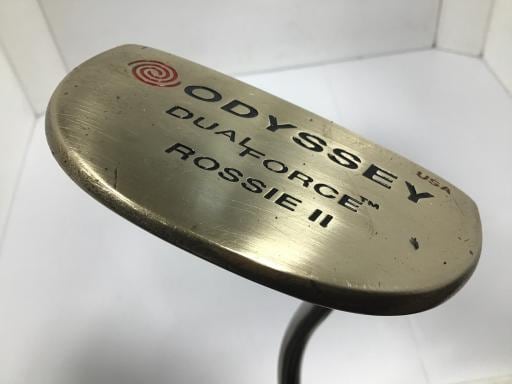 ODYSSEY
DUAL FORCE™
ROSSIE II
USA